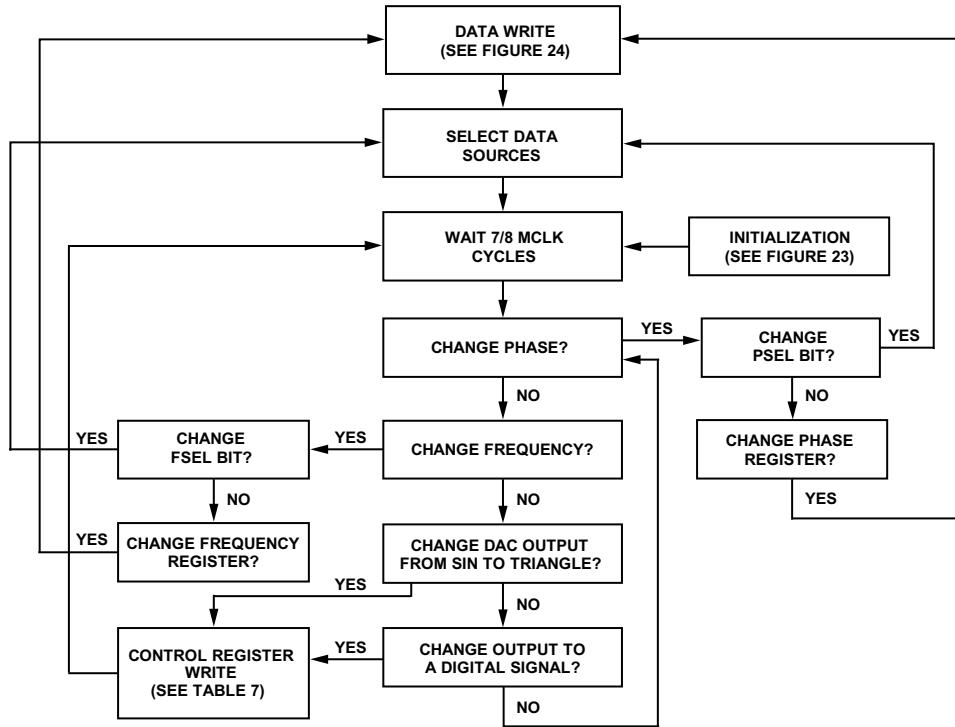 DATA WRITE
(SEE FIGURE 24)
SELECT DATA
SOURCES
WAIT 7/8 MCLK
CYCLES
INITIALIZATION
(SEE FIGURE 23)
CHANGE PHASE?
YES
CHANGE
PSEL BIT?
YES
NO
NO
YES
CHANGE
FSEL BIT?
YES
CHANGE FREQUENCY?
CHANGE PHASE
REGISTER?
YES
NO
NO
YES
CHANGE FREQUENCY
REGISTER?
CHANGE DAC OUTPUT
FROM SIN TO TRIANGLE?
YES
NO
CONTROL REGISTER
WRITE
(SEE TABLE 7)
YES
CHANGE OUTPUT TO
A DIGITAL SIGNAL?
NO